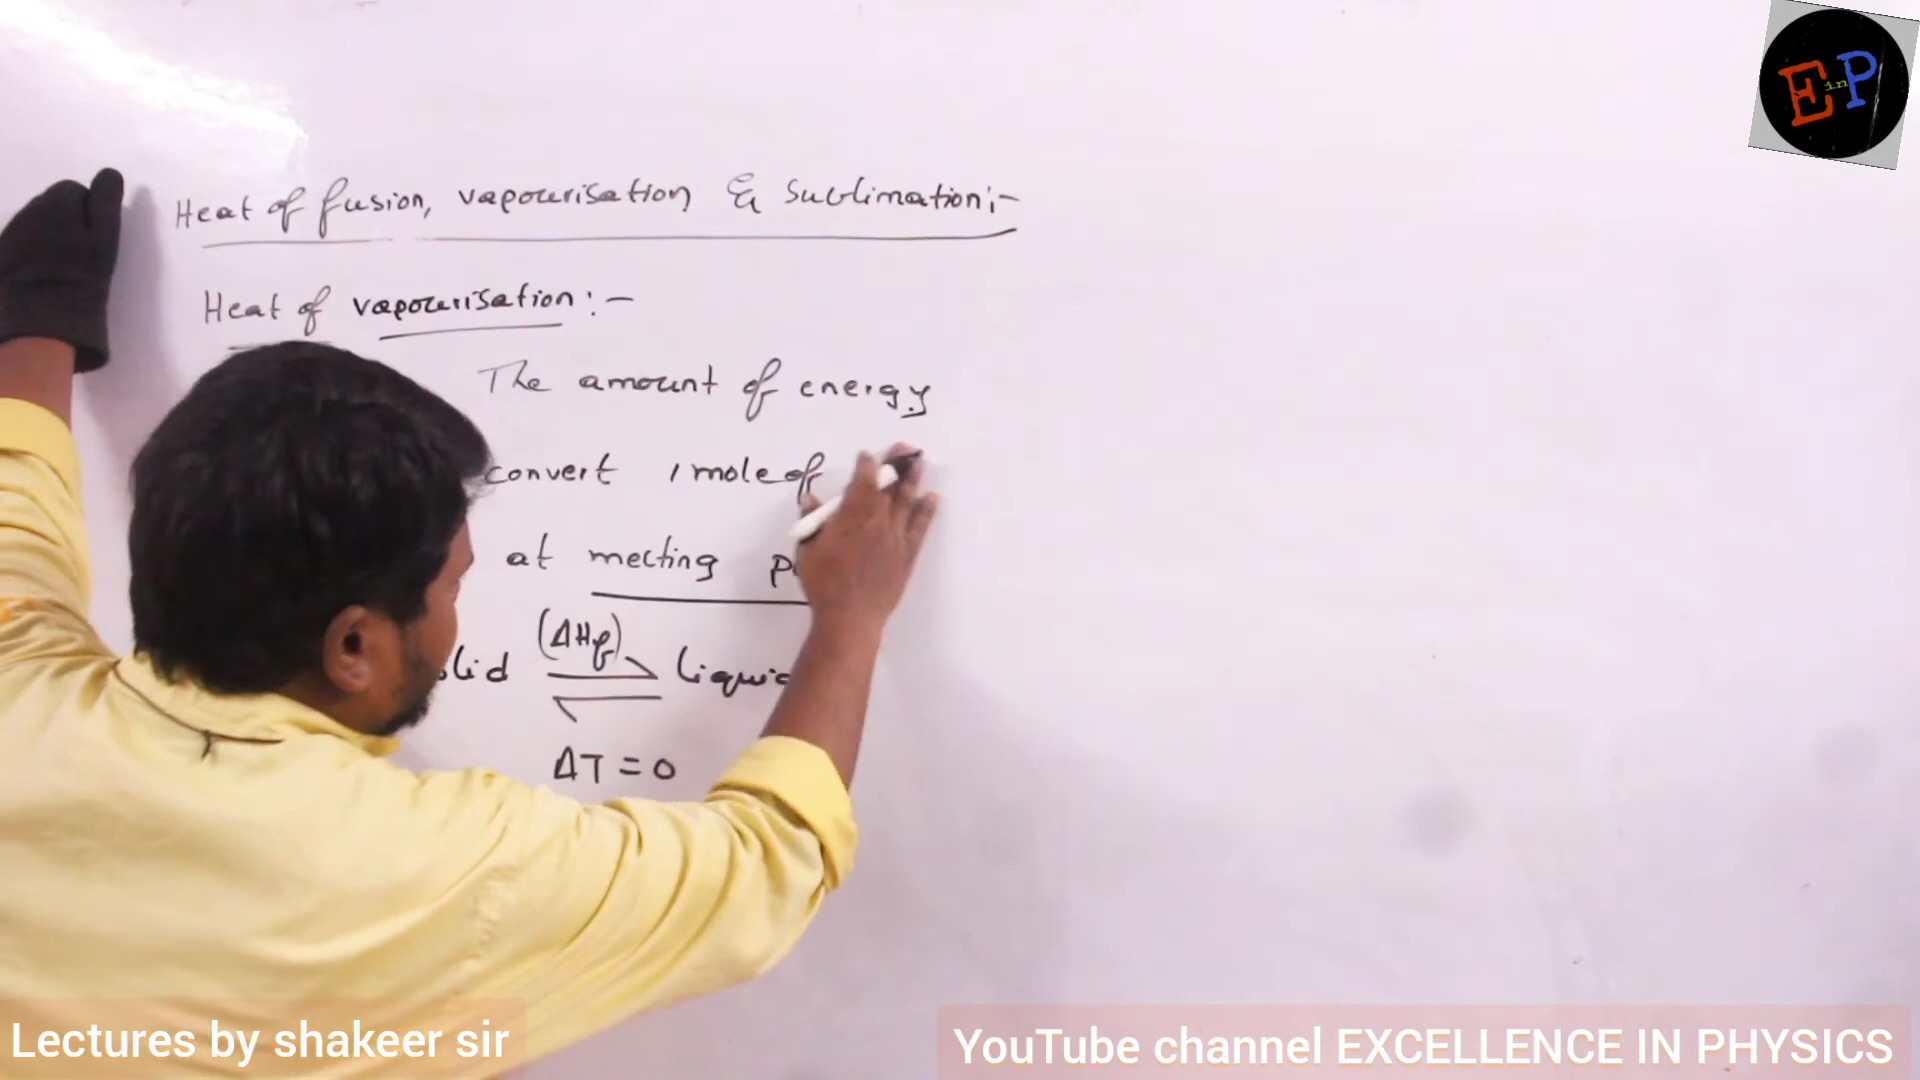 E in P
Heat of fusion, vapourisation & sublimation:-
Heat of vapourisation:-
The amount of energy
convert 1 mole of
at melting
liquid
(ΔHf)
ΔT = 0
Lectures by shakeer sir
YouTube channel EXCELLENCE IN PHYSICS